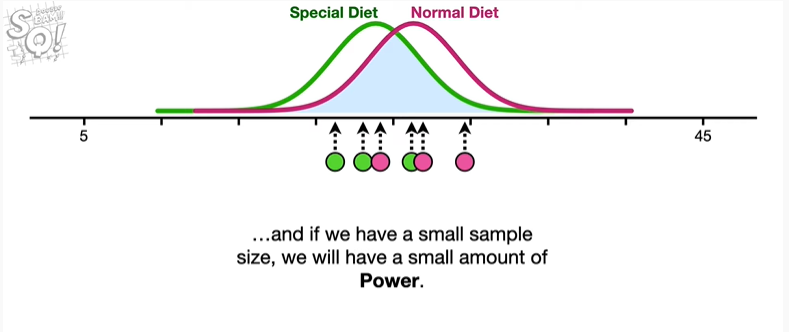 Special Diet
Normal Diet
SQ!
5
45
...and if we have a small sample
size, we will have a small amount of
Power.